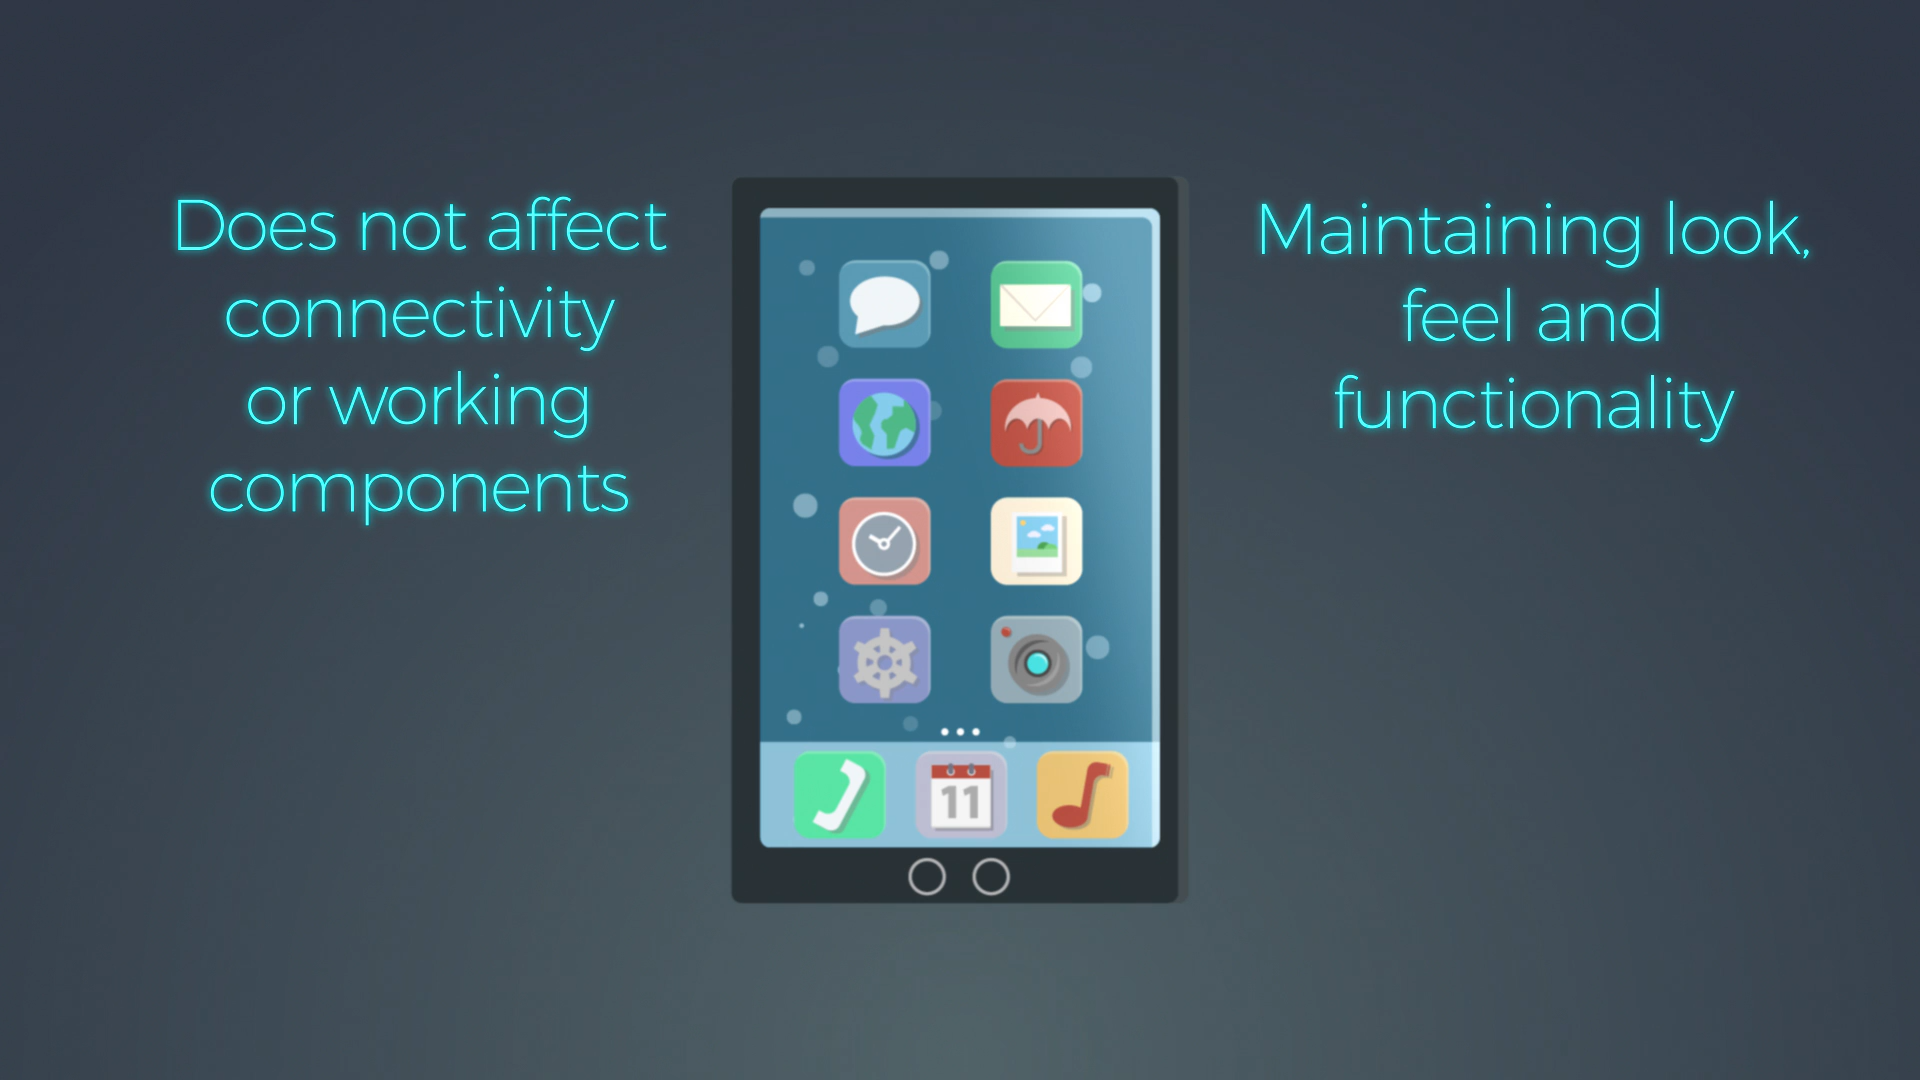 Does not affect
connectivity
or working
components
Maintaining look,
feel and
functionality
11